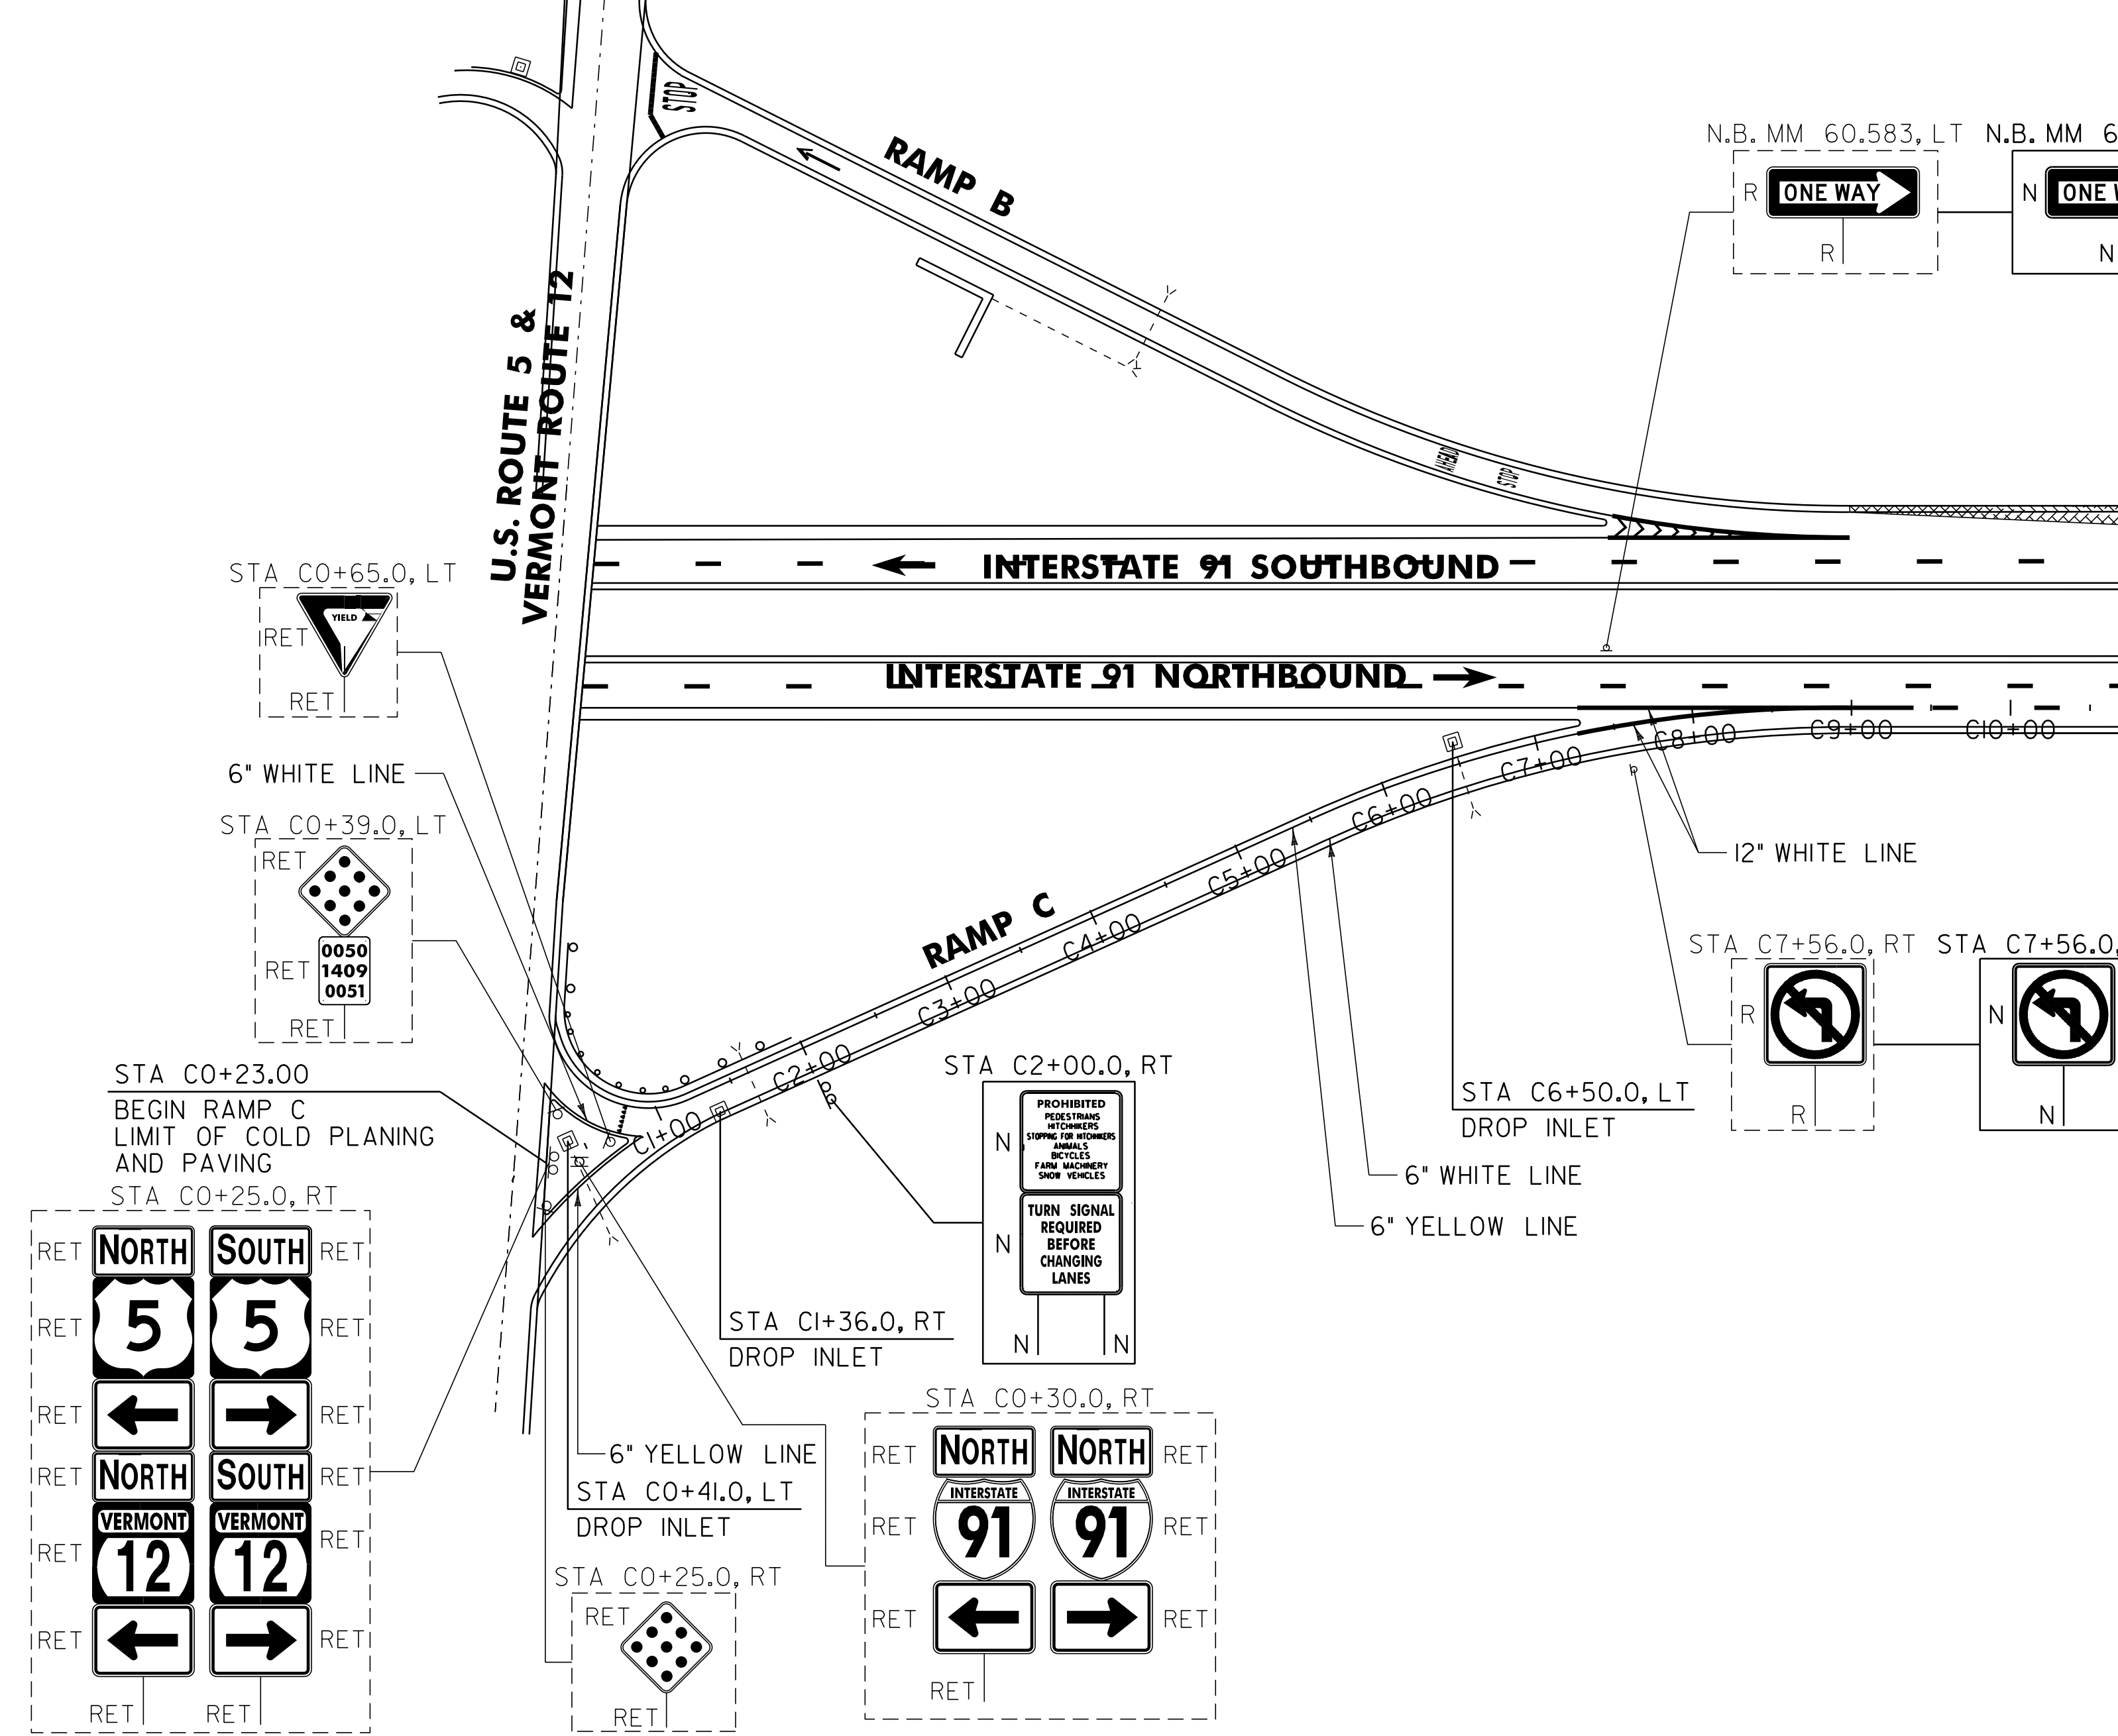 STOP
RAMP B
U.S. ROUTE 5 &
VERMONT ROUTE 12
N.B. MM 60.583, LT
R
ONE WAY
R
N.B. MM 6
N
ONE W
N
AHEAD
STOP
INTERSTATE 91 SOUTHBOUND
INTERSTATE 91 NORTHBOUND
STA C0+65.0, LT
RET
YIELD
RET
6" WHITE LINE
STA C0+39.0, LT
RET
RET
0050
1409
0051
RET
STA C0+23.00
BEGIN RAMP C
LIMIT OF COLD PLANING
AND PAVING
RAMP C
C1+00
C2+00
C3+00
C4+00
C5+00
C6+00
C7+00
C8+00
C9+00
C10+00
12" WHITE LINE
STA C7+56.0, RT
R
R
STA C7+56.0,
N
N
STA C6+50.0, LT
DROP INLET
6" WHITE LINE
6" YELLOW LINE
STA C2+00.0, RT
N
PROHIBITED
PEDESTRIANS
HITCHHIKERS
STOPPING FOR HITCHHIKERS
ANIMALS
BICYCLES
FARM MACHINERY
SNOW VEHICLES
N
TURN SIGNAL
REQUIRED
BEFORE
CHANGING
LANES
N N
STA C1+36.0, RT
DROP INLET
STA C0+25.0, RT
RET NORTH SOUTH RET
RET 5 5 RET
RET RET
RET NORTH SOUTH RET
RET VERMONT 12 VERMONT 12 RET
RET RET
RET RET
6" YELLOW LINE
STA C0+41.0, LT
DROP INLET
STA C0+25.0, RT
RET
RET
STA C0+30.0, RT
RET NORTH NORTH RET
INTERSTATE INTERSTATE
RET 91 91 RET
RET RET
RET